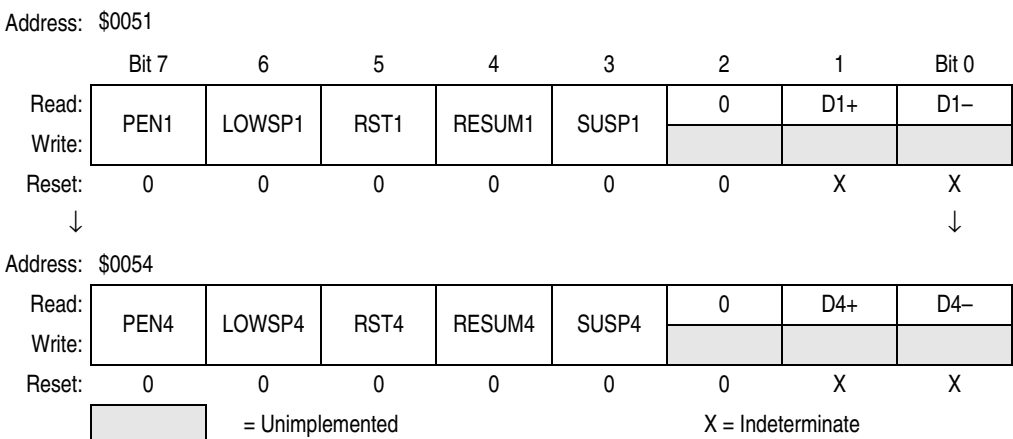 Address: $0051
Bit 7 6 5 4 3 2 1 Bit 0
Read: PEN1 LOWSP1 RST1 RESUM1 SUSP1 0 D1+ D1–
Write:
Reset: 0 0 0 0 0 0 X X
↓ ↓
Address: $0054
Read: PEN4 LOWSP4 RST4 RESUM4 SUSP4 0 D4+ D4–
Write:
Reset: 0 0 0 0 0 0 X X
= Unimplemented X = Indeterminate